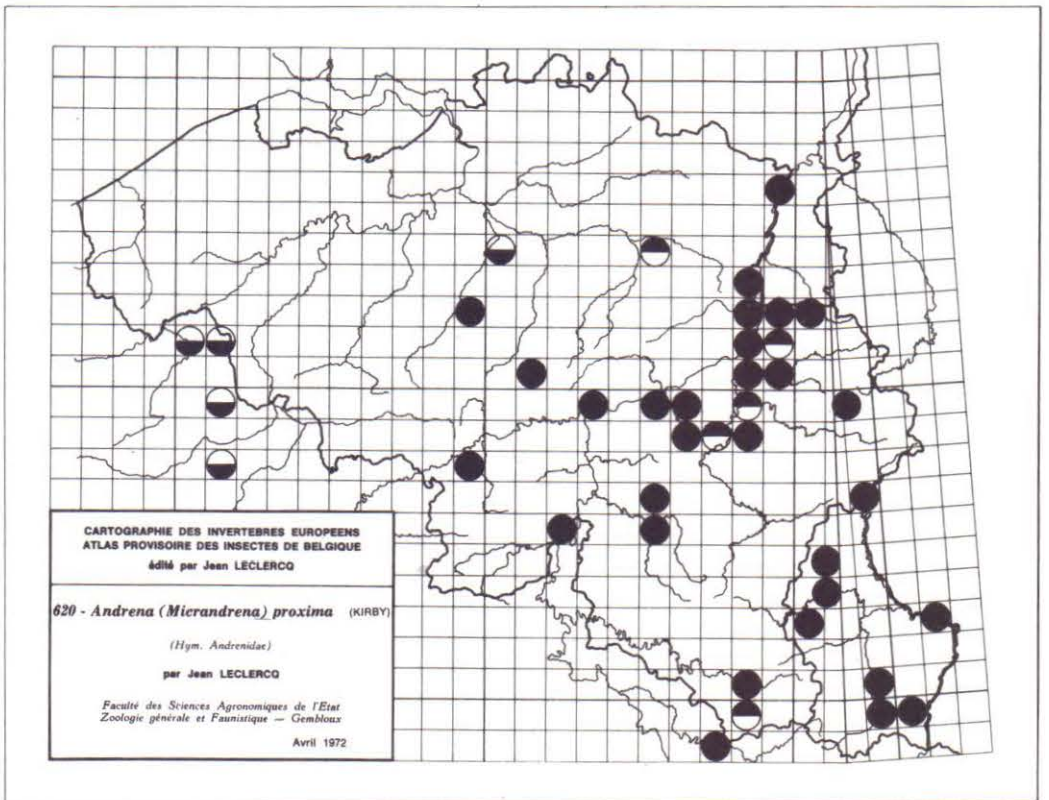 CARTOGRAPHIE DES INVERTEBRES EUROPEENS
ATLAS PROVISOIRE DES INSECTES DE BELGIQUE
édité par Jean LECLERCQ
620 - Andrena (Micrandrena) proxima (KIRBY)
(Hym. Andrenidae)
par Jean LECLERCQ
Faculté des Sciences Agronomiques de l'Etat
Zoologie générale et Faunistique — Gembloux
Avril 1972